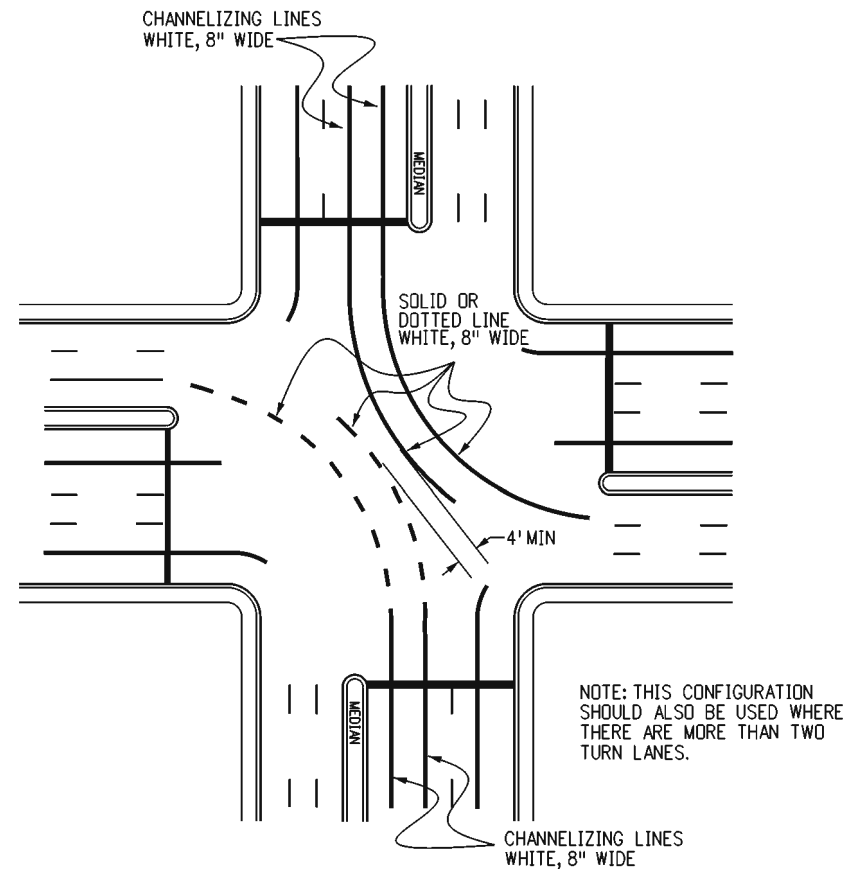 CHANNELIZING LINES
WHITE, 8" WIDE
MEDIAN
SOLID OR
DOTTED LINE
WHITE, 8" WIDE
4' MIN
MEDIAN
NOTE: THIS CONFIGURATION
SHOULD ALSO BE USED WHERE
THERE ARE MORE THAN TWO
TURN LANES.
CHANNELIZING LINES
WHITE, 8" WIDE